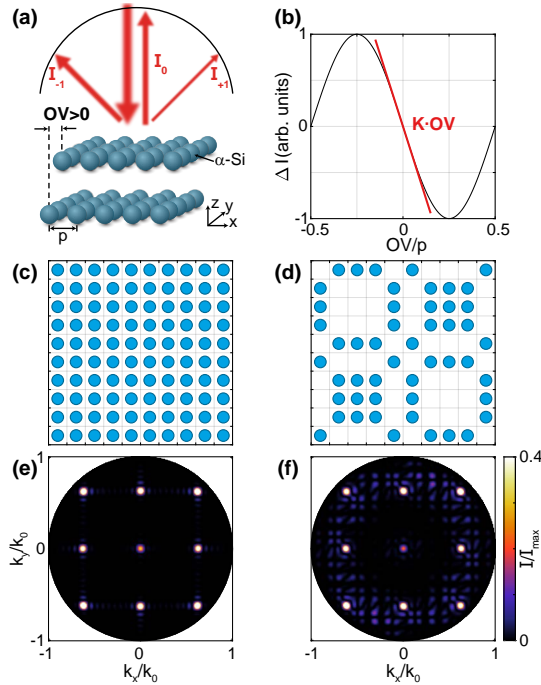 (a)
I-1
I0
I+1
OV>0
α-Si
p
z
y
x
(b)
Δ I(arb. units)
1
0
-1
K·OV
-0.5
0
0.5
OV/p
(c)
(d)
(e)
ky/k0
1
0
-1
-1
0
1
kx/k0
(f)
-1
0
1
kx/k0
0.4
I/Imax
0